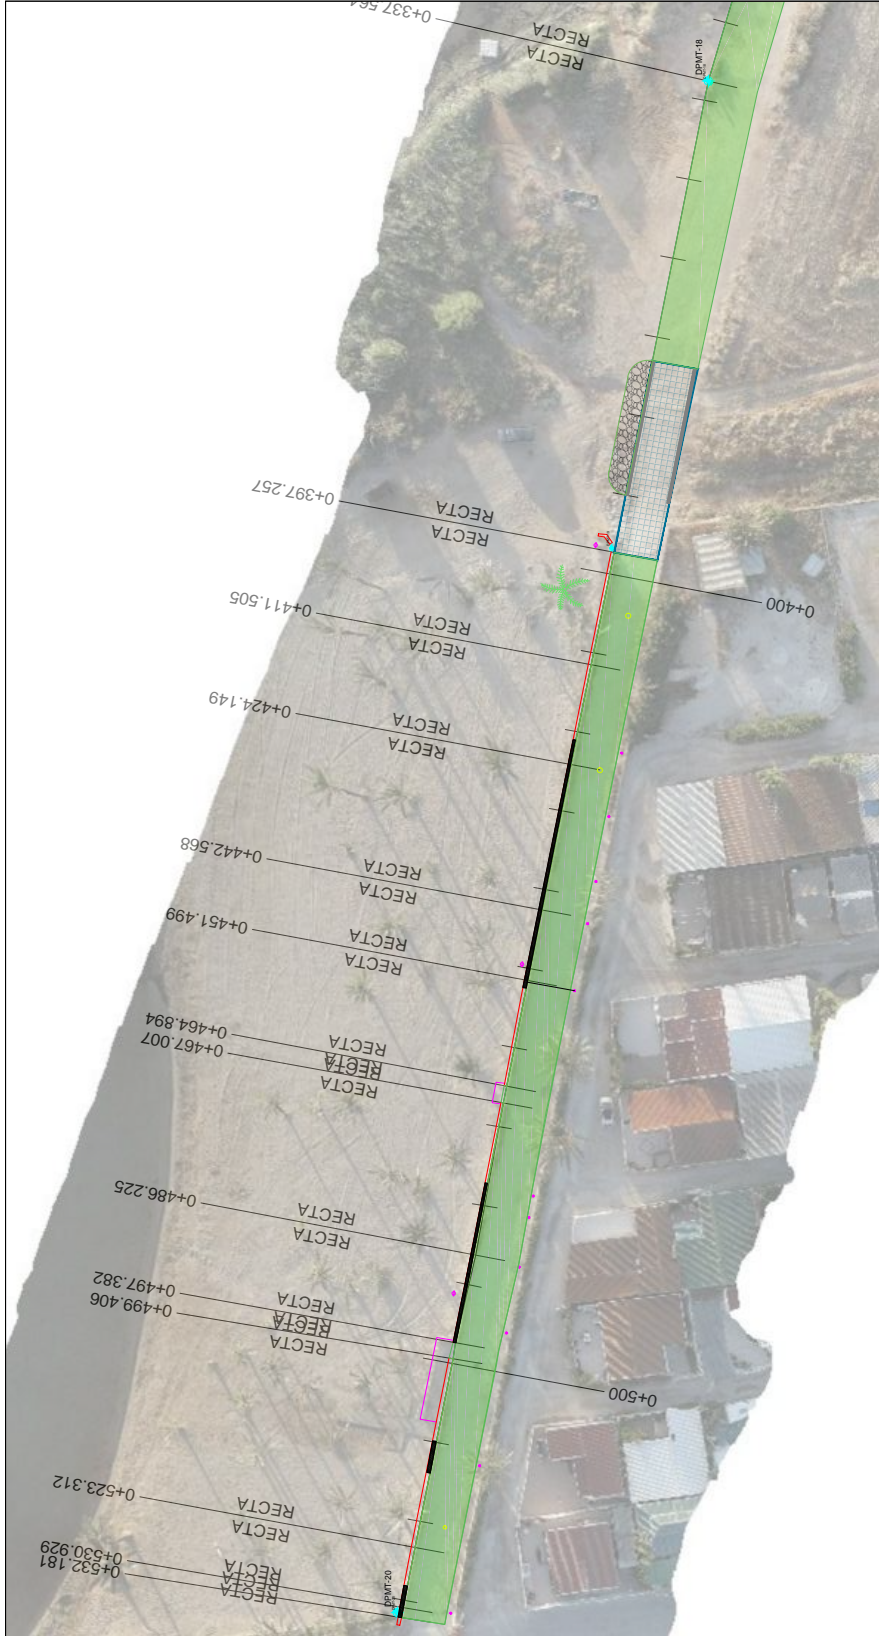 0+337.564
RECTA
RECTA
DPMT-18
0+397.257
RECTA
RECTA
0+400
0+411.505
RECTA
RECTA
0+424.149
RECTA
RECTA
0+442.568
RECTA
RECTA
0+451.499
RECTA
RECTA
0+464.894
RECTA
RECTA
0+467.007
RECTA
RECTA
0+486.225
RECTA
RECTA
0+497.382
RECTA
RECTA
0+499.406
RECTA
RECTA
0+500
0+523.312
RECTA
RECTA
0+530.929
RECTA
RECTA
0+532.181
RECTA
RECTA
DPMT-20